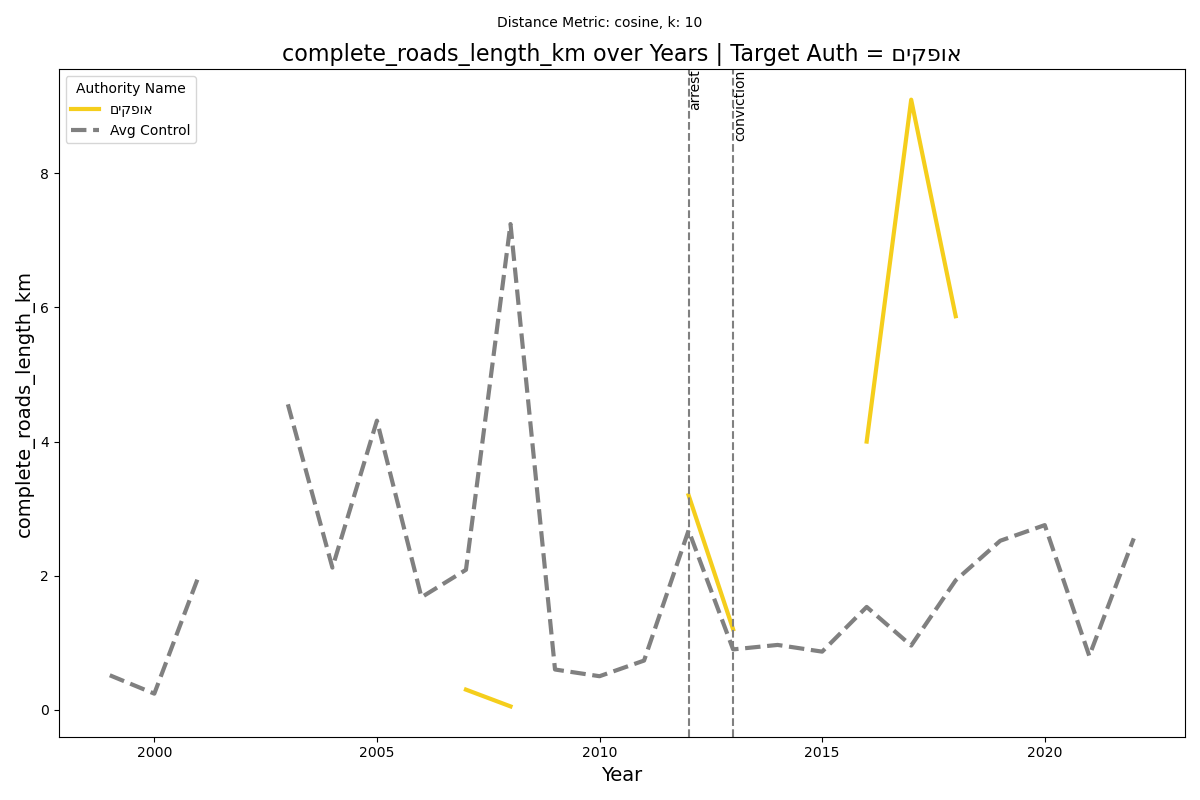 Distance Metric: cosine, k: 10
complete_roads_length_km over Years | Target Auth = אופקים
Authority Name
אופקים
Avg Control
arrest
conviction
complete_roads_length_km
8
6
4
2
0
2000 2005 2010 2015 2020
Year